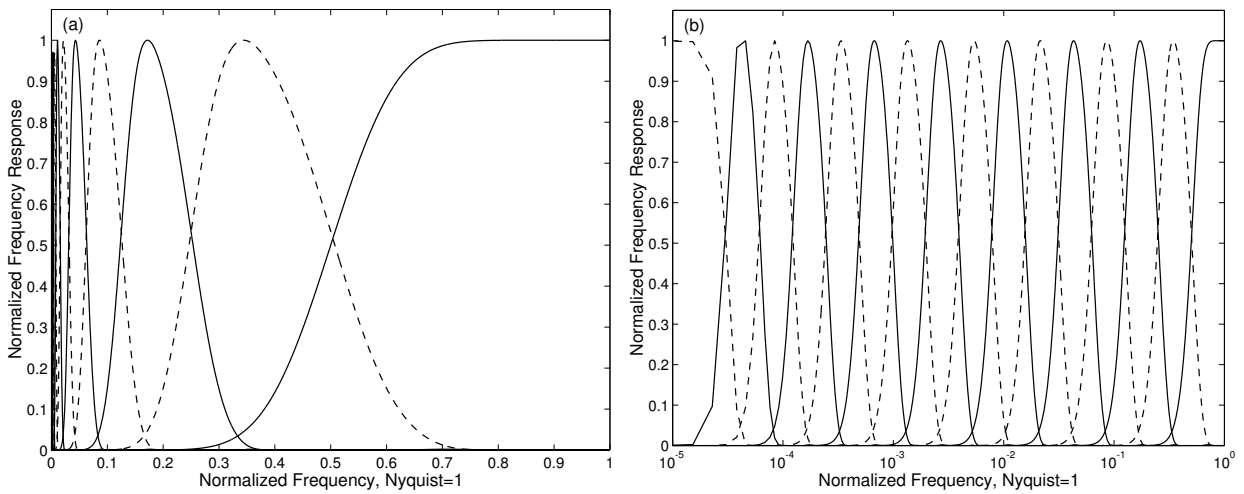 (a)
1
0.9
0.8
0.7
0.6
0.5
0.4
0.3
0.2
0.1
0
Normalized Frequency Response
0 0.1 0.2 0.3 0.4 0.5 0.6 0.7 0.8 0.9 1
Normalized Frequency, Nyquist=1
(b)
1
0.9
0.8
0.7
0.6
0.5
0.4
0.3
0.2
0.1
0
Normalized Frequency Response
10⁻⁵ 10⁻⁴ 10⁻³ 10⁻² 10⁻¹ 10⁰
Normalized Frequency, Nyquist=1